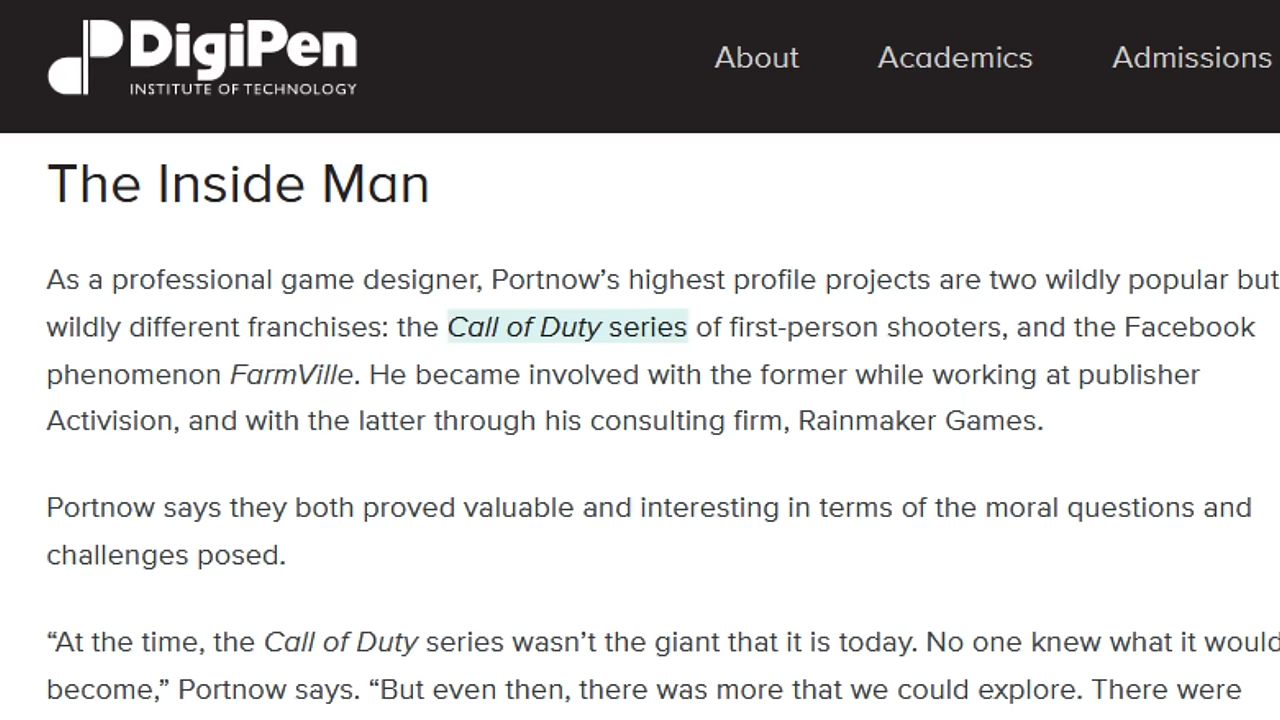 DigiPen
INSTITUTE OF TECHNOLOGY
About Academics Admissions
The Inside Man
As a professional game designer, Portnow’s highest profile projects are two wildly popular but
wildly different franchises: the Call of Duty series of first-person shooters, and the Facebook
phenomenon FarmVille. He became involved with the former while working at publisher
Activision, and with the latter through his consulting firm, Rainmaker Games.
Portnow says they both proved valuable and interesting in terms of the moral questions and
challenges posed.
“At the time, the Call of Duty series wasn’t the giant that it is today. No one knew what it would
become,” Portnow says. “But even then, there was more that we could explore. There were